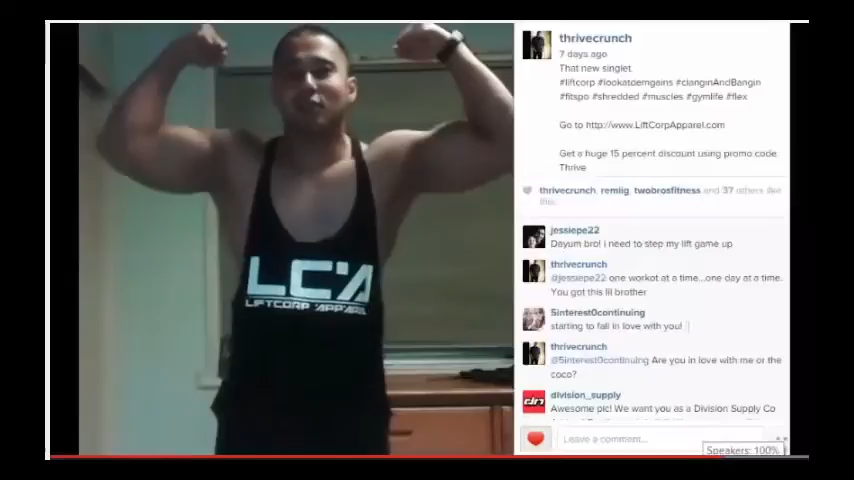 thrivecrunch
7 days ago
That new singlet.
#liftcorp #lookatdemgains #clanginAndBangin
#fitspo #shredded #muscles #gymlife #flex
Go to http://www.LiftCorpApparel.com
Get a huge 15 percent discount using promo code
Thrive
thrivecrunch, remiig, twobrosfitness and 37 others like
this.
jessiepe22
Dayum bro! i need to step my lift game up
thrivecrunch
@jessiepe22 one workot at a time...one day at a time.
You got this lil brother
5interest0continuing
starting to fall in love with you! :]
thrivecrunch
@5interest0continuing Are you in love with me or the
coco?
division_supply
Awesome pic! We want you as a Division Supply Co
Leave a comment...
Speakers: 100%
LCA
LIFTCORP APPAREL